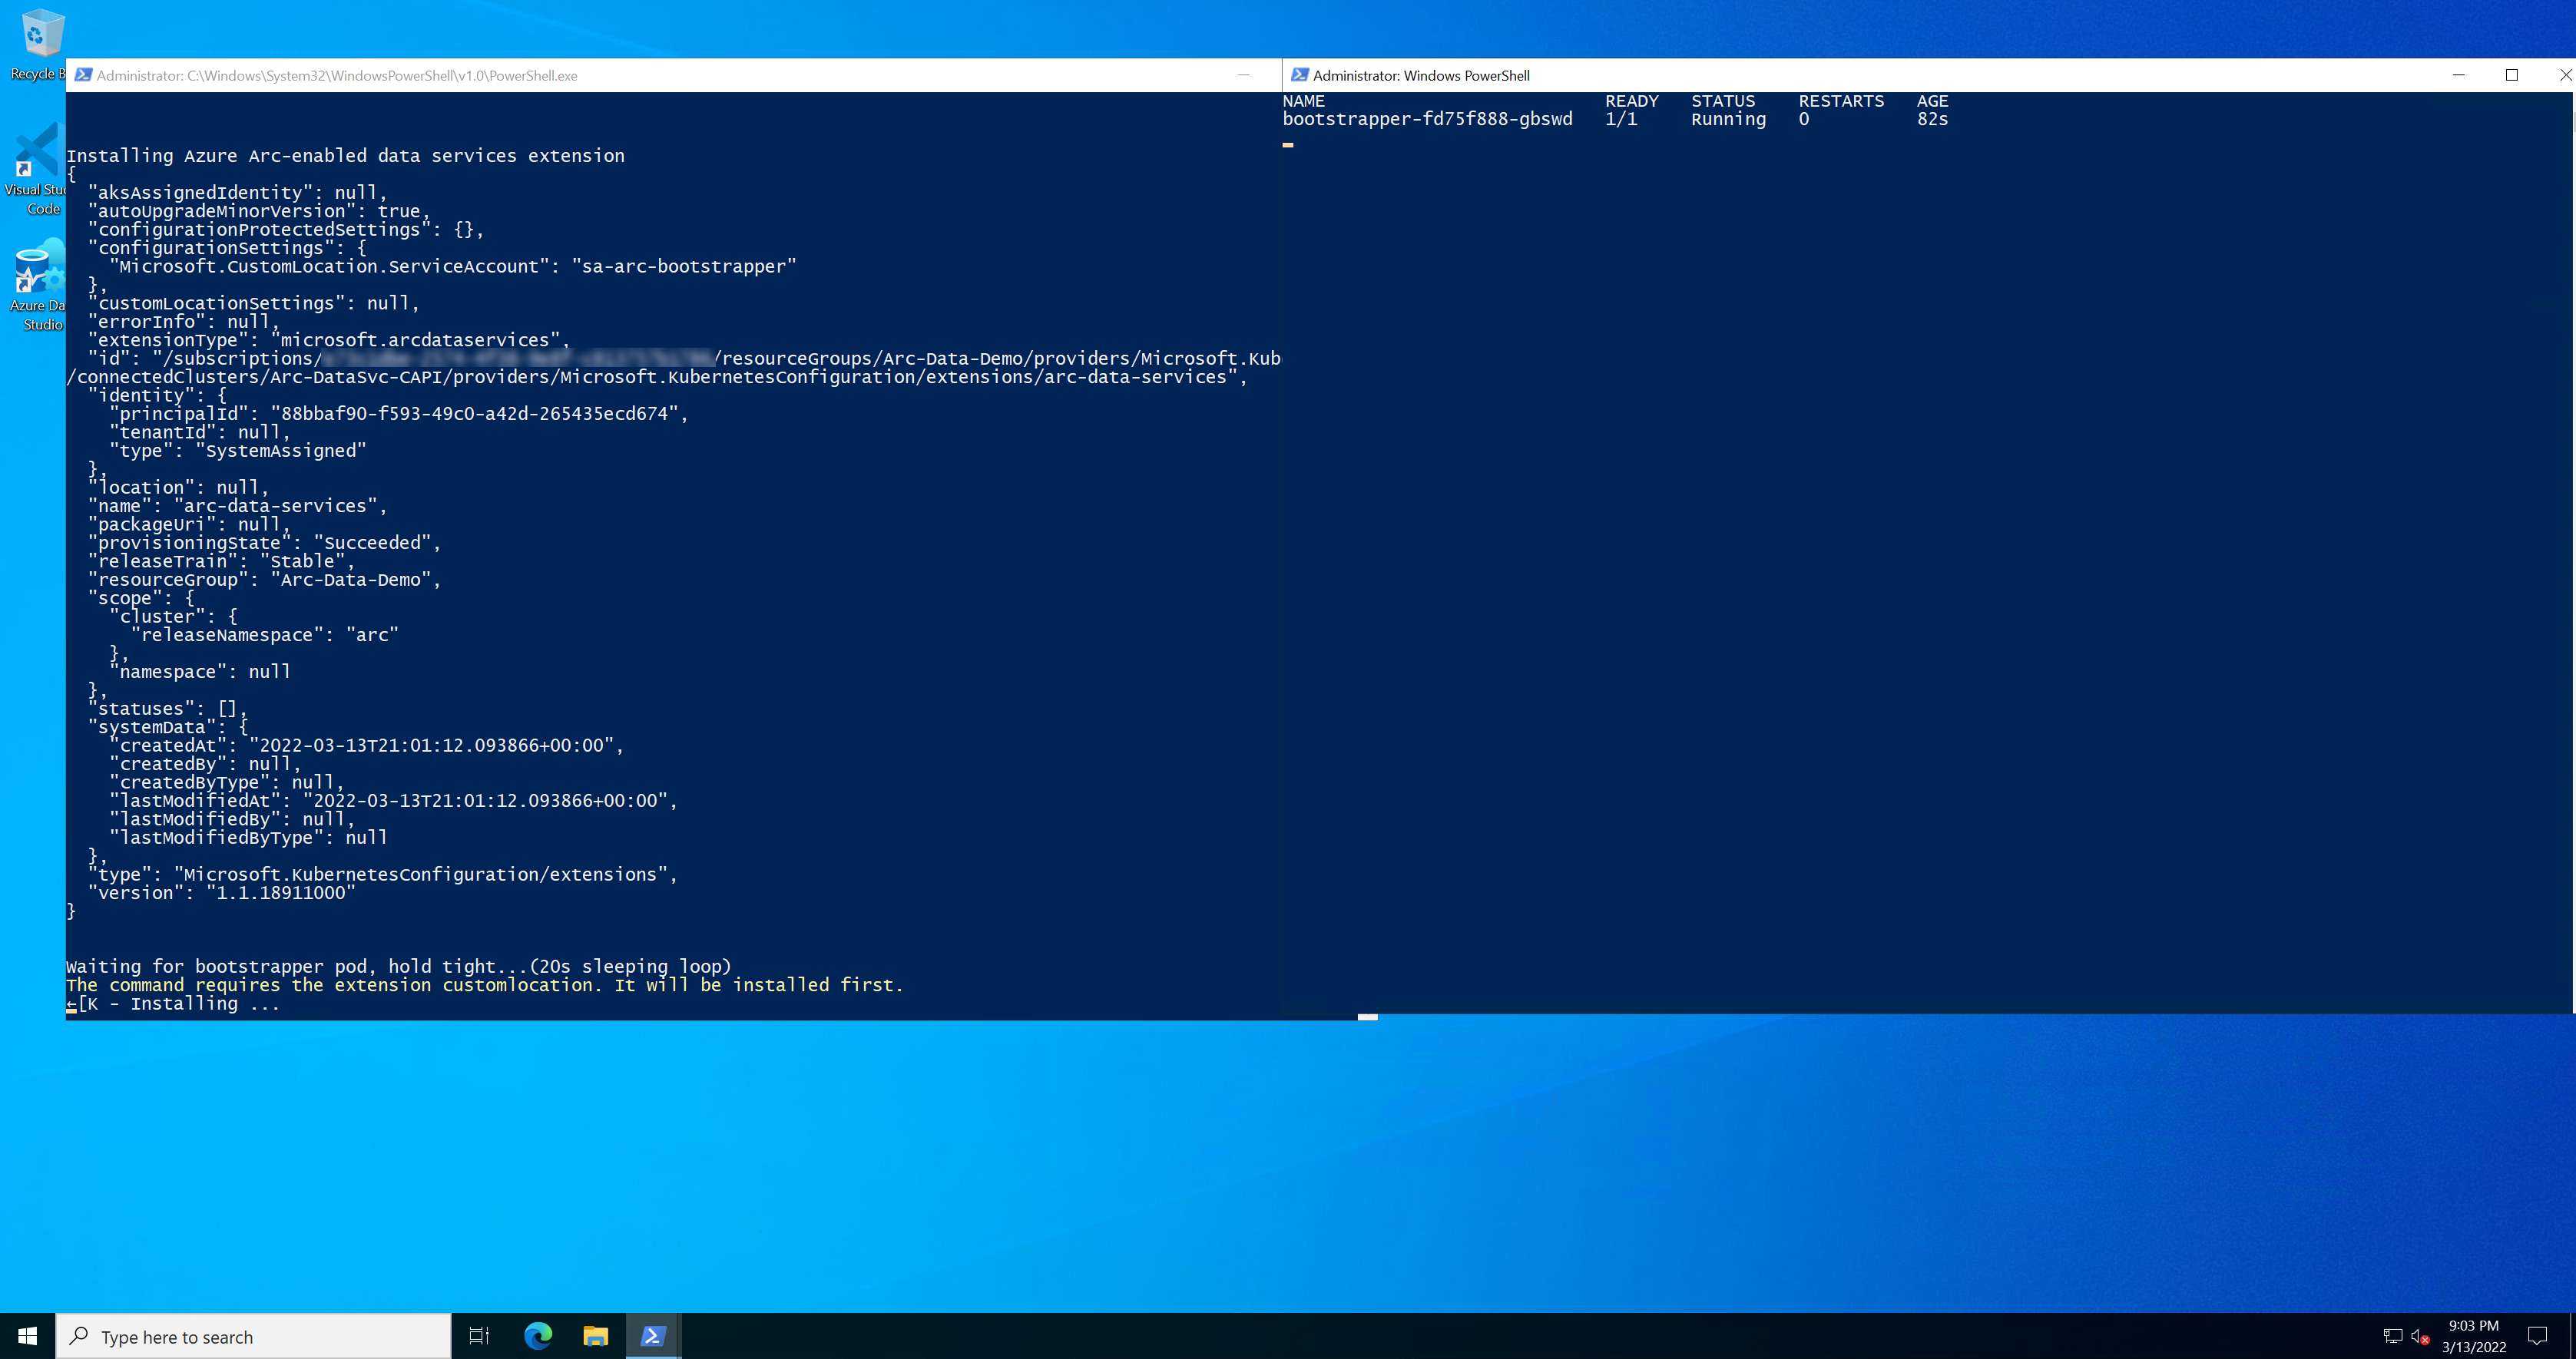 Recycle B
Visual Stu
Code
Azure Da
Studio
Administrator: C:\Windows\System32\WindowsPowerShell\v1.0\PowerShell.exe
Installing Azure Arc-enabled data services extension
{
  "aksAssignedIdentity": null,
  "autoUpgradeMinorVersion": true,
  "configurationProtectedSettings": {},
  "configurationSettings": {
    "Microsoft.CustomLocation.ServiceAccount": "sa-arc-bootstrapper"
  },
  "customLocationSettings": null,
  "errorInfo": null,
  "extensionType": "microsoft.arcdataservices",
  "id": "/subscriptions/ /resourceGroups/Arc-Data-Demo/providers/Microsoft.Kub
/connectedClusters/Arc-DataSvc-CAPI/providers/Microsoft.KubernetesConfiguration/extensions/arc-data-services",
  "identity": {
    "principalId": "88bbaf90-f593-49c0-a42d-265435ecd674",
    "tenantId": null,
    "type": "SystemAssigned"
  },
  "location": null,
  "name": "arc-data-services",
  "packageUri": null,
  "provisioningState": "Succeeded",
  "releaseTrain": "Stable",
  "resourceGroup": "Arc-Data-Demo",
  "scope": {
    "cluster": {
      "releaseNamespace": "arc"
    },
    "namespace": null
  },
  "statuses": [],
  "systemData": {
    "createdAt": "2022-03-13T21:01:12.093866+00:00",
    "createdBy": null,
    "createdByType": null,
    "lastModifiedAt": "2022-03-13T21:01:12.093866+00:00",
    "lastModifiedBy": null,
    "lastModifiedByType": null
  },
  "type": "Microsoft.KubernetesConfiguration/extensions",
  "version": "1.1.18911000"
}
Waiting for bootstrapper pod, hold tight...(20s sleeping loop)
The command requires the extension customlocation. It will be installed first.
←[K - Installing ...
Administrator: Windows PowerShell
NAME READY STATUS RESTARTS AGE
bootstrapper-fd75f888-gbswd 1/1 Running 0 82s
Type here to search
9:03 PM
3/13/2022